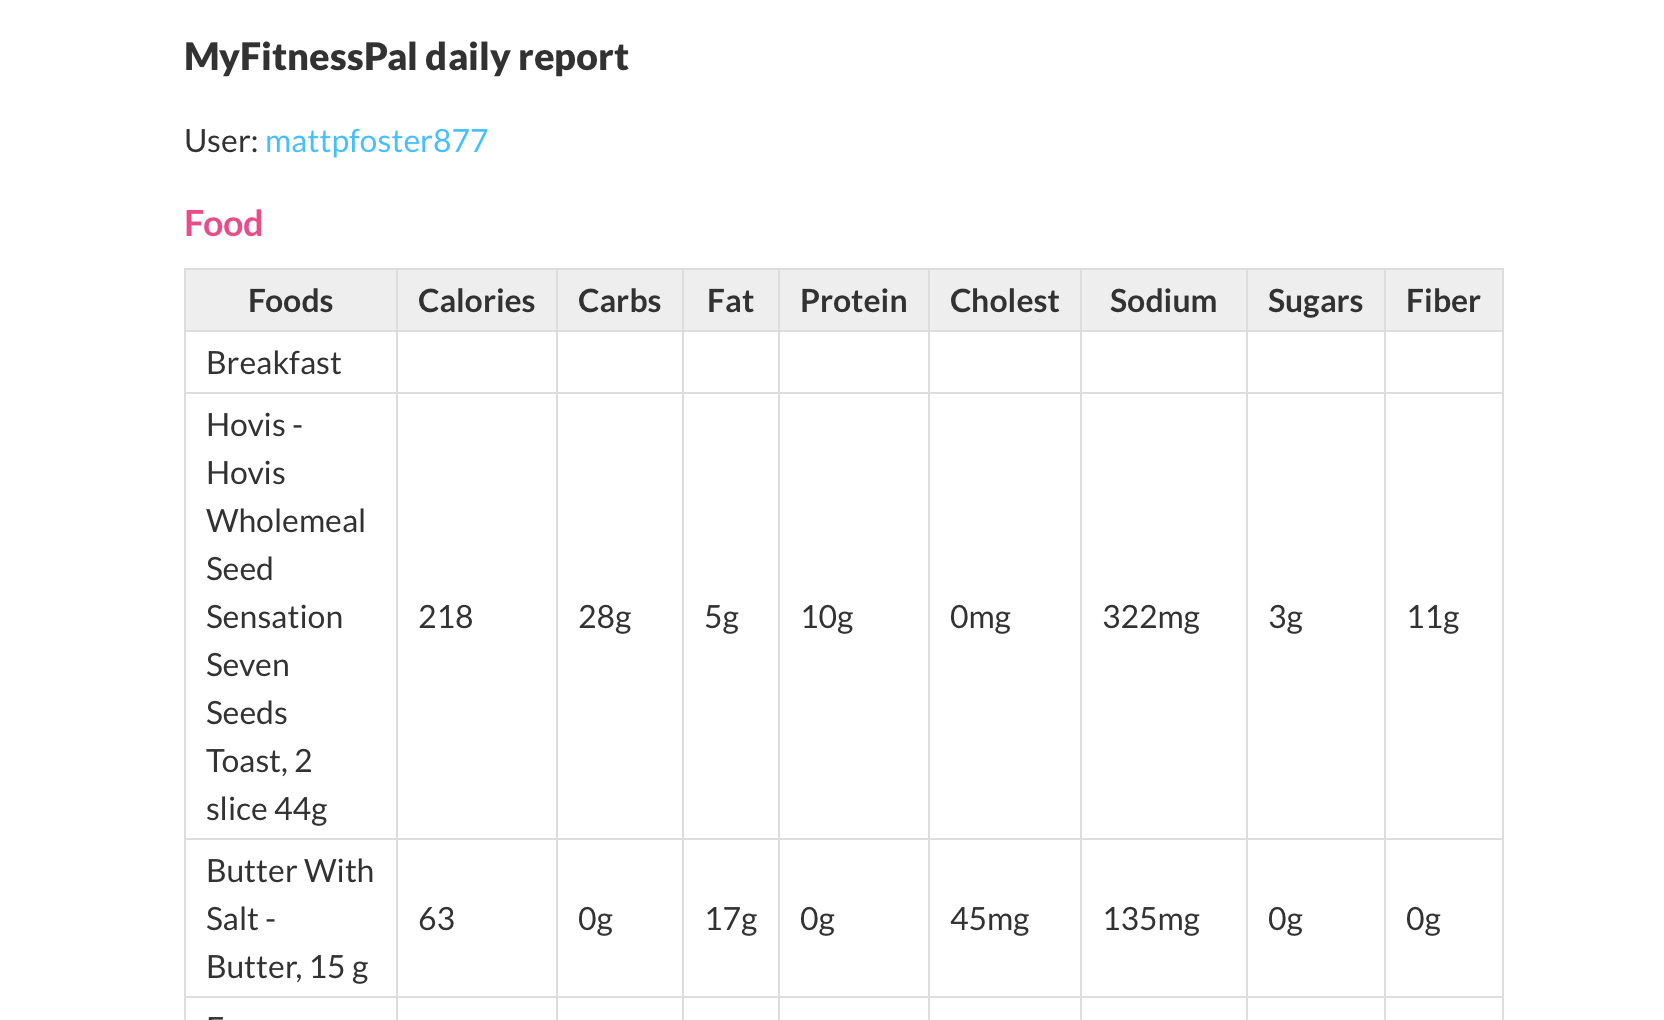 MyFitnessPal daily report
User: mattpfoster877
Food
Foods Calories Carbs Fat Protein Cholest Sodium Sugars Fiber
Breakfast
Hovis -
Hovis
Wholemeal
Seed
Sensation 218 28g 5g 10g 0mg 322mg 3g 11g
Seven
Seeds
Toast, 2
slice 44g
Butter With
Salt - 63 0g 17g 0g 45mg 135mg 0g 0g
Butter, 15 g